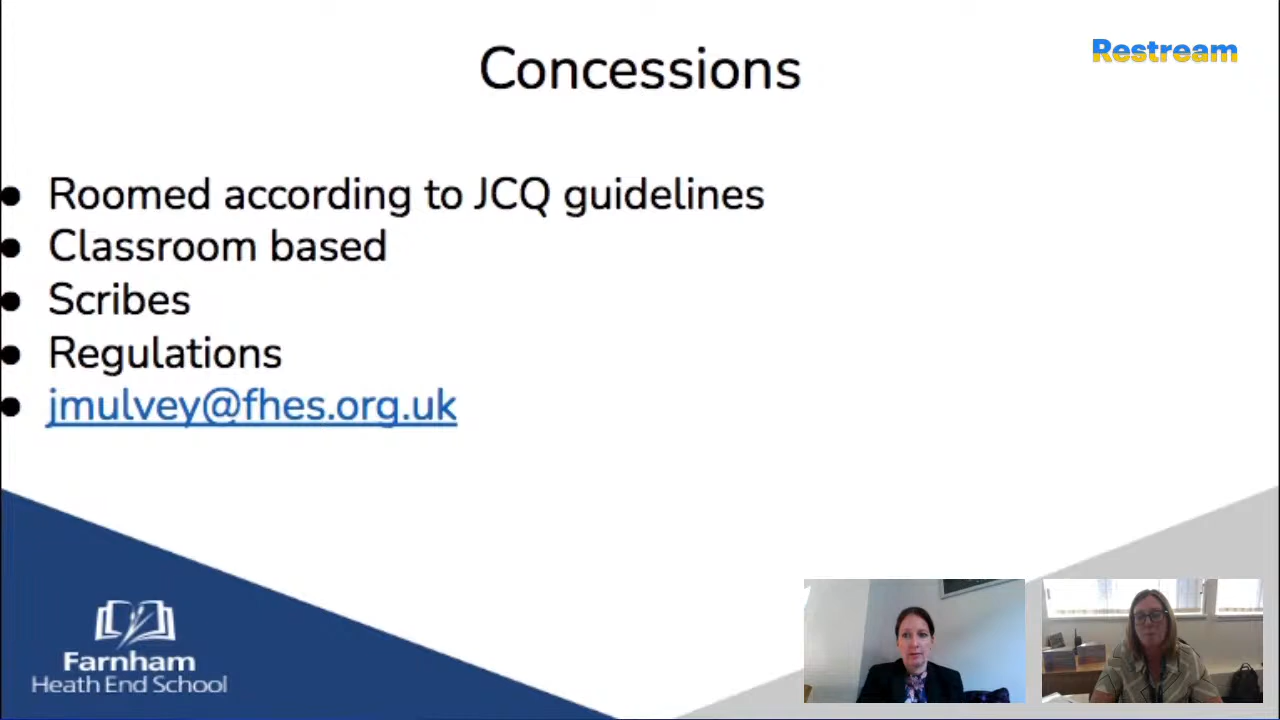 Concessions
Restream
Roomed according to JCQ guidelines
Classroom based
Scribes
Regulations
jmulvey@fhes.org.uk
Farnham
Heath End School